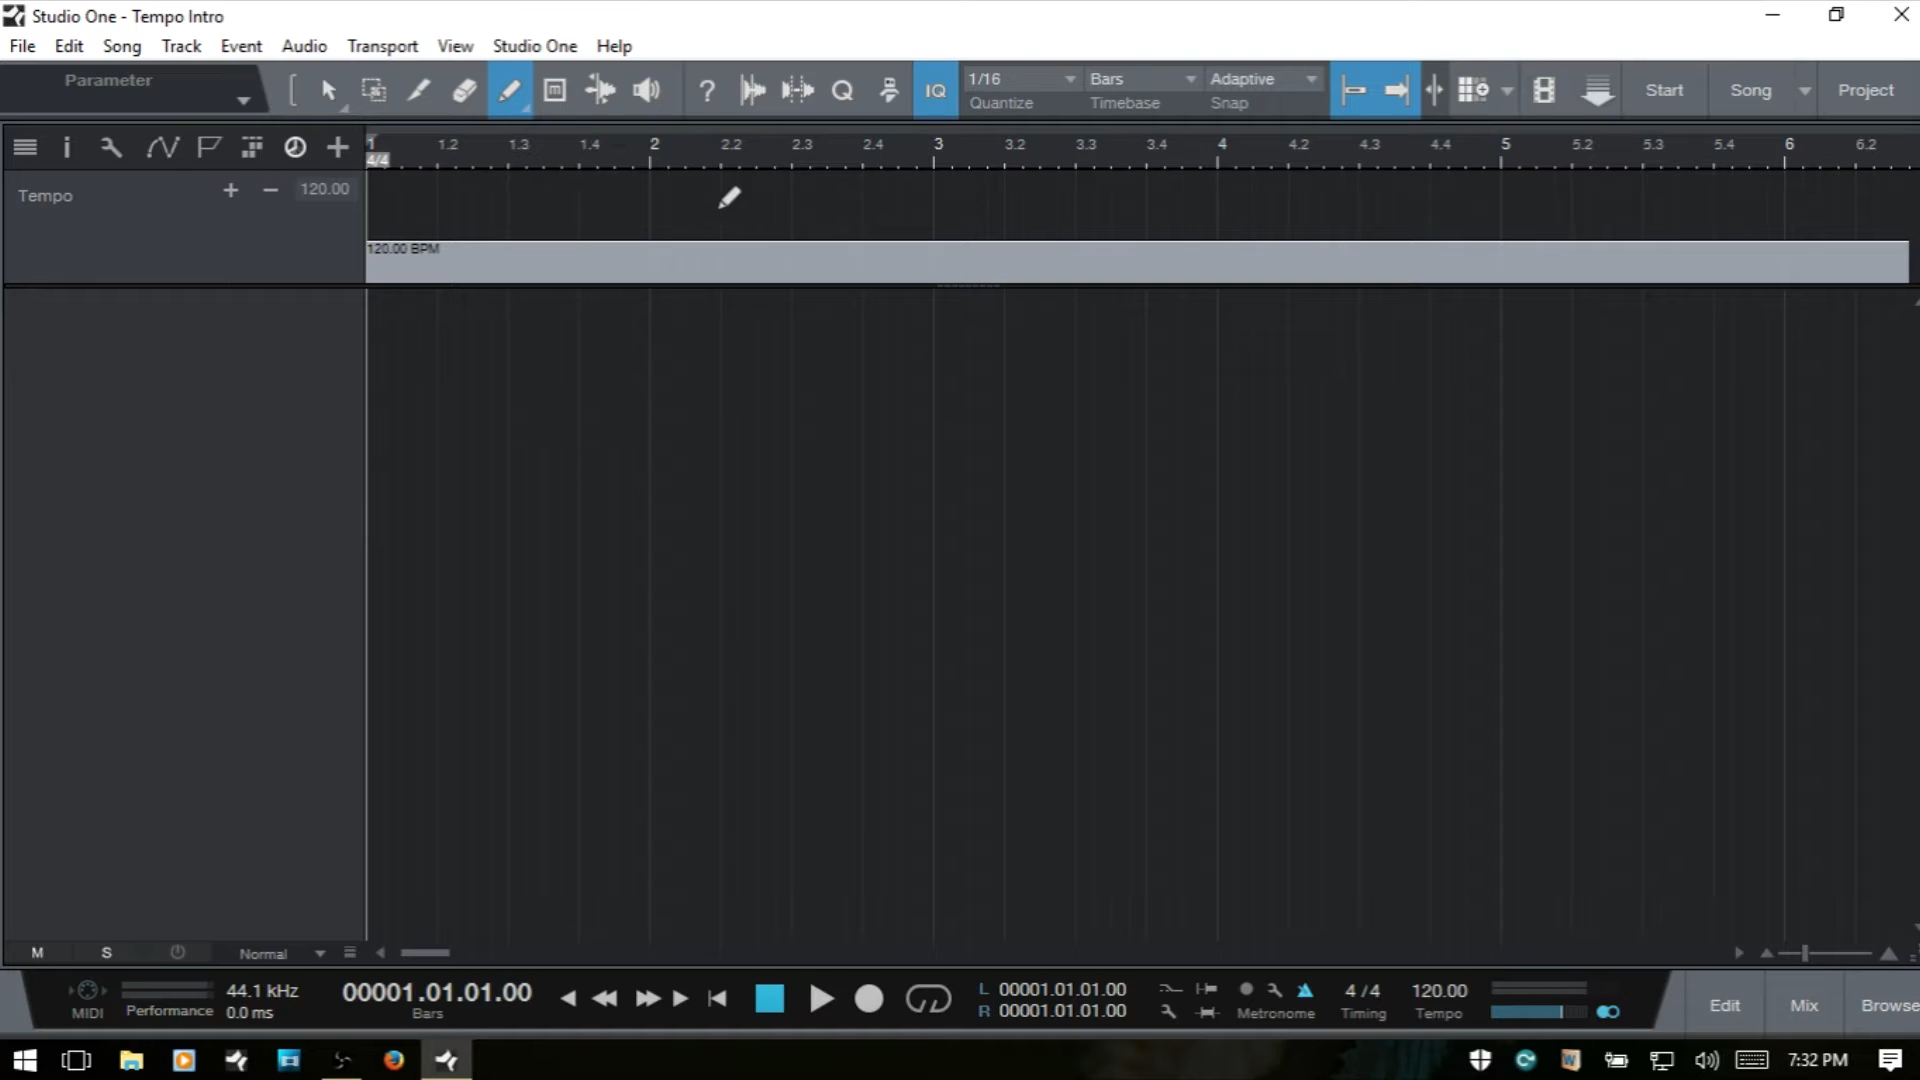 Studio One - Tempo Intro
File Edit Song Track Event Audio Transport View Studio One Help
Parameter
? Q IQ
1/16 Bars Adaptive
Quantize Timebase Snap
Start Song Project
1 1.2 1.3 1.4 2 2.2 2.3 2.4 3 3.2 3.3 3.4 4 4.2 4.3 4.4 5 5.2 5.3 5.4 6 6.2
4/4
Tempo + - 120.00
120.00 BPM
M S Normal
MIDI Performance
44.1 kHz
0.0 ms
00001.01.01.00
Bars
L 00001.01.01.00
R 00001.01.01.00
Metronome
4 / 4
Timing
120.00
Tempo
Edit Mix Browse
7:32 PM